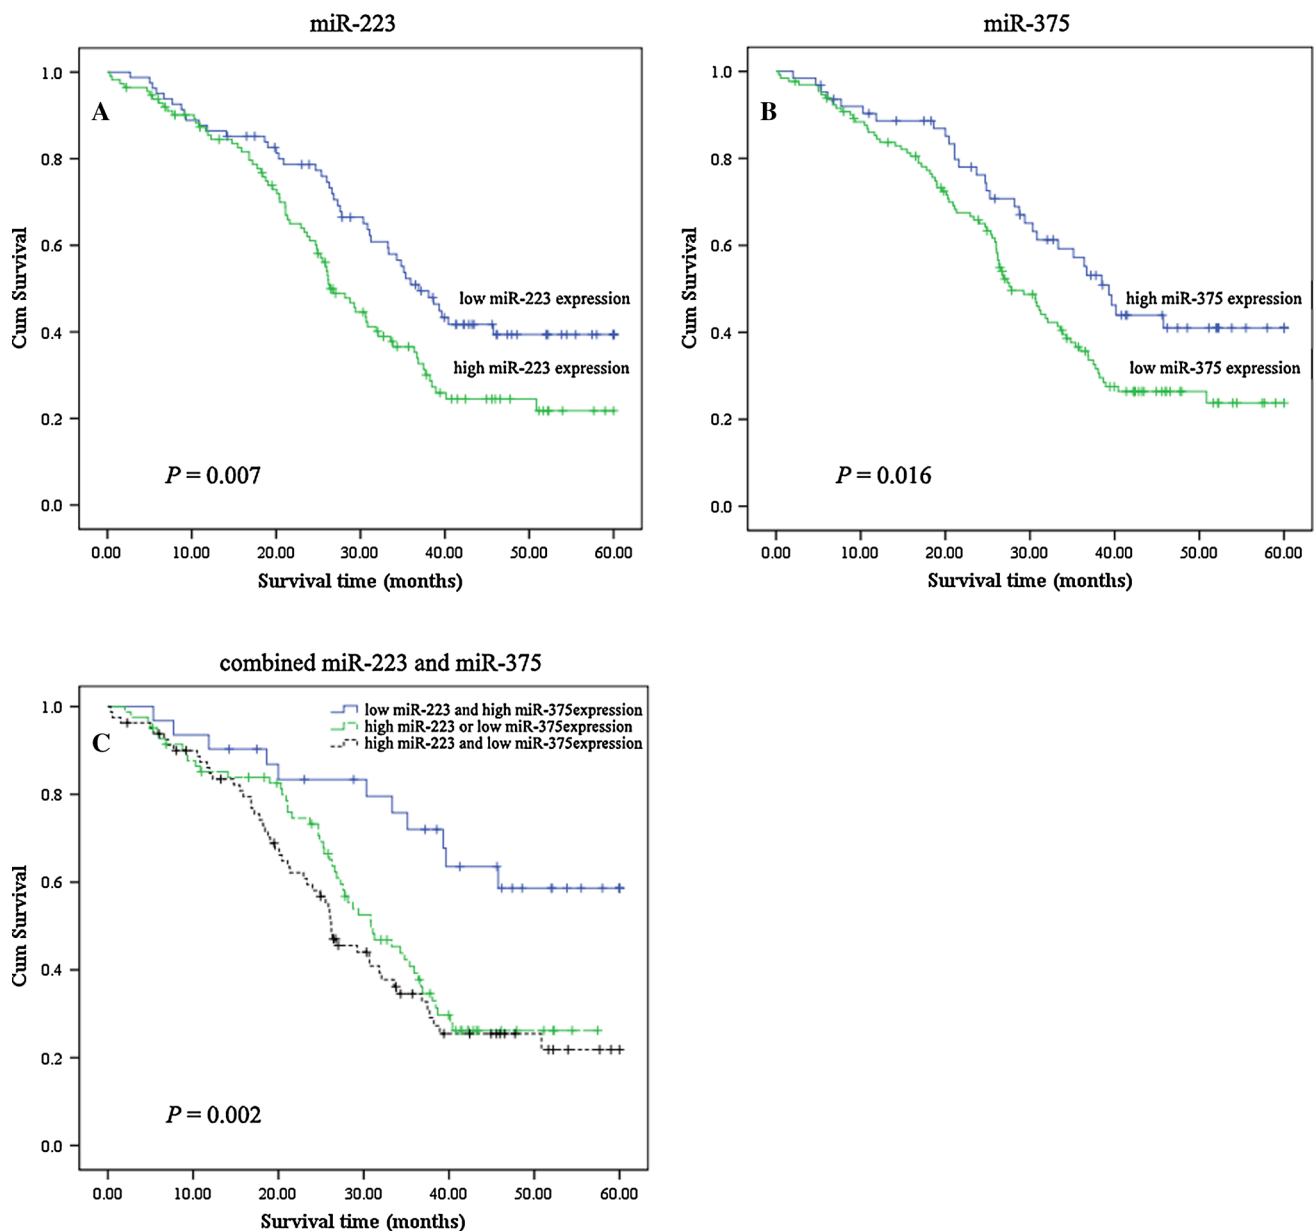 miR-223
A
Cum Survival
1.0
0.8
0.6
0.4
0.2
0.0
low miR-223 expression
high miR-223 expression
P = 0.007
0.00 10.00 20.00 30.00 40.00 50.00 60.00
Survival time (months)
miR-375
B
Cum Survival
1.0
0.8
0.6
0.4
0.2
0.0
high miR-375 expression
low miR-375 expression
P = 0.016
0.00 10.00 20.00 30.00 40.00 50.00 60.00
Survival time (months)
combined miR-223 and miR-375
C
Cum Survival
1.0
0.8
0.6
0.4
0.2
0.0
low miR-223 and high miR-375expression
high miR-223 or low miR-375expression
high miR-223 and low miR-375expression
P = 0.002
0.00 10.00 20.00 30.00 40.00 50.00 60.00
Survival time (months)